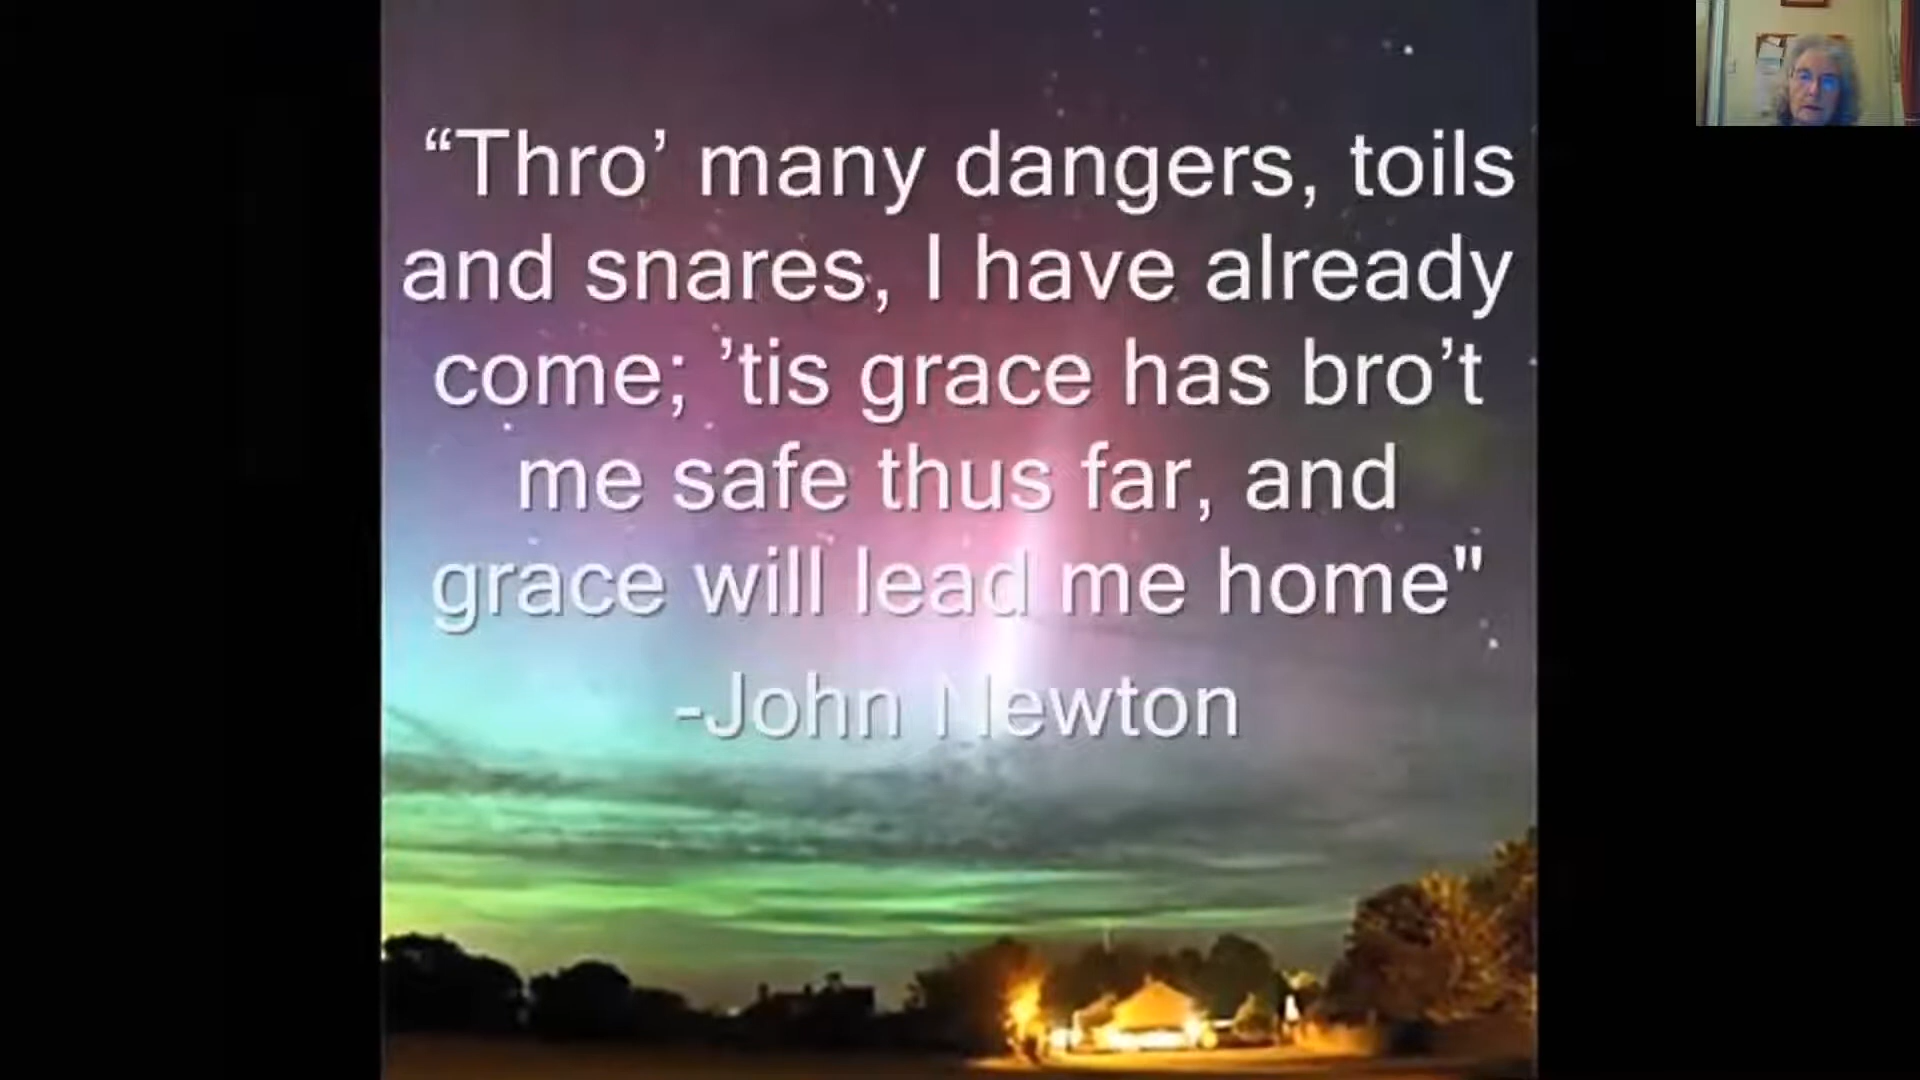 “Thro’ many dangers, toils
and snares, I have already
come; ’tis grace has bro’t
me safe thus far, and
grace will lead me home"
-John Newton